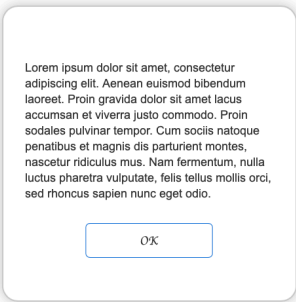 Lorem ipsum dolor sit amet, consectetur
adipiscing elit. Aenean euismod bibendum
laoreet. Proin gravida dolor sit amet lacus
accumsan et viverra justo commodo. Proin
sodales pulvinar tempor. Cum sociis natoque
penatibus et magnis dis parturient montes,
nascetur ridiculus mus. Nam fermentum, nulla
luctus pharetra vulputate, felis tellus mollis orci,
sed rhoncus sapien nunc eget odio.
OK